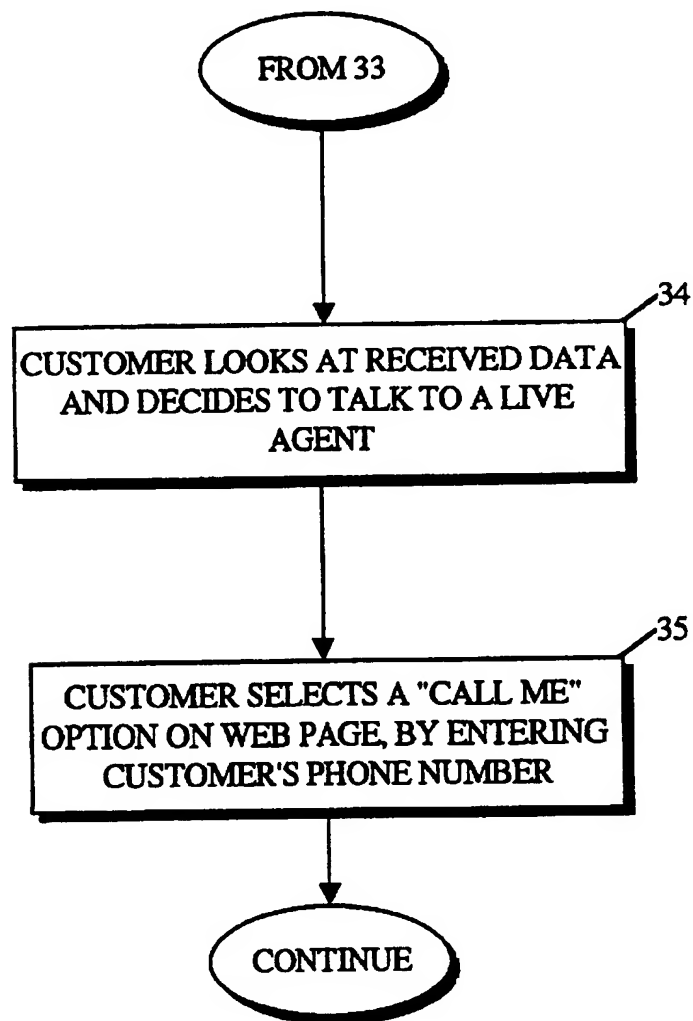 FROM 33
34
CUSTOMER LOOKS AT RECEIVED DATA
AND DECIDES TO TALK TO A LIVE
AGENT
35
CUSTOMER SELECTS A "CALL ME"
OPTION ON WEB PAGE, BY ENTERING
CUSTOMER'S PHONE NUMBER
CONTINUE